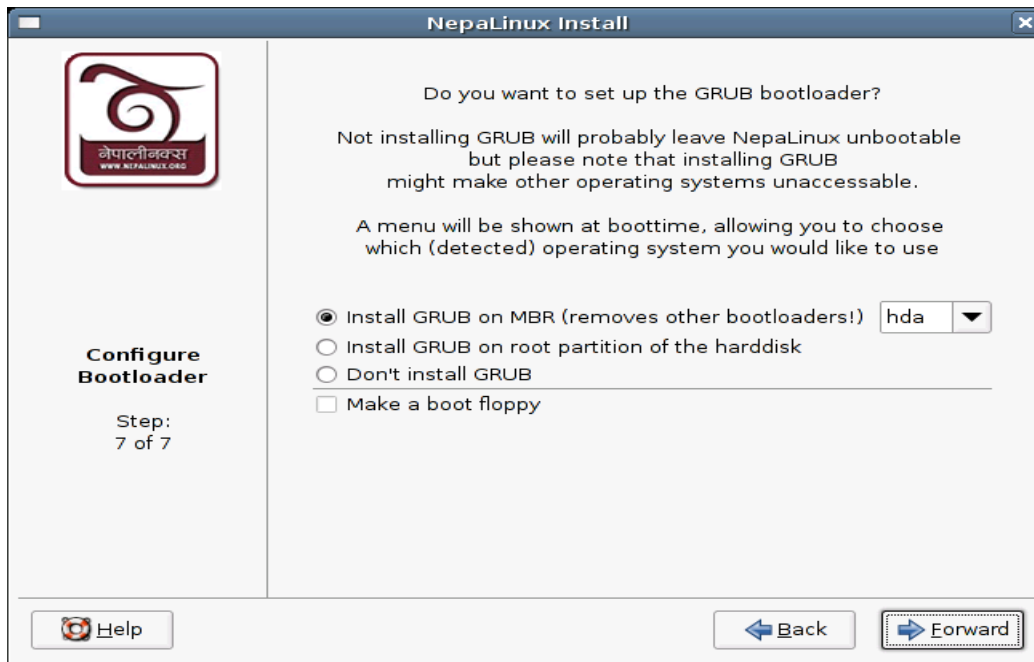 NepaLinux Install
नेपालीनक्स
WWW.NEPALINUX.ORG
Configure
Bootloader
Step:
7 of 7
Do you want to set up the GRUB bootloader?
Not installing GRUB will probably leave NepaLinux unbootable
but please note that installing GRUB
might make other operating systems unaccessable.
A menu will be shown at boottime, allowing you to choose
which (detected) operating system you would like to use
Install GRUB on MBR (removes other bootloaders!) hda
Install GRUB on root partition of the harddisk
Don't install GRUB
Make a boot floppy
Help Back Forward